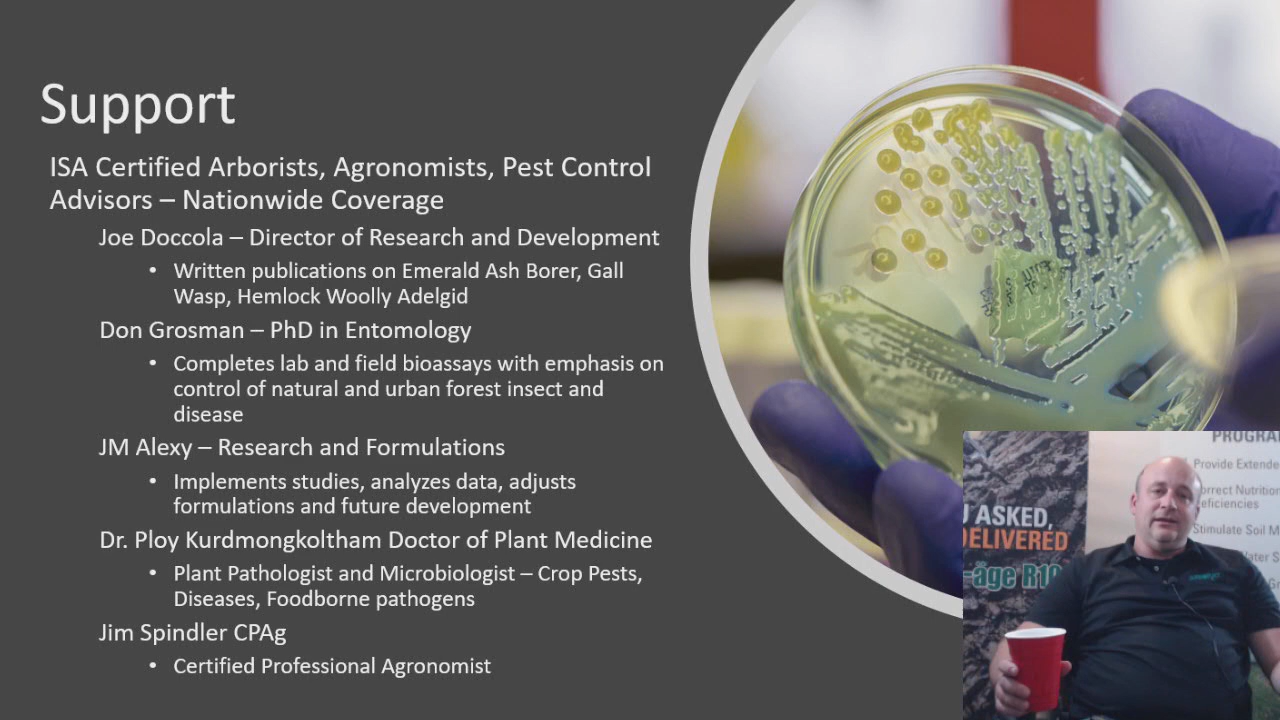 Support
ISA Certified Arborists, Agronomists, Pest Control
Advisors – Nationwide Coverage
Joe Doccola – Director of Research and Development
• Written publications on Emerald Ash Borer, Gall
Wasp, Hemlock Woolly Adelgid
Don Grosman – PhD in Entomology
• Completes lab and field bioassays with emphasis on
control of natural and urban forest insect and
disease
JM Alexy – Research and Formulations
• Implements studies, analyzes data, adjusts
formulations and future development
Dr. Ploy Kurdmongkoltham Doctor of Plant Medicine
• Plant Pathologist and Microbiologist – Crop Pests,
Diseases, Foodborne pathogens
Jim Spindler CPAg
• Certified Professional Agronomist
PROGRA
Provide Extende
orrect Nutrition
eficiencies
Stimulate Soil M
ater S
U ASKED,
DELIVERED
-age R10